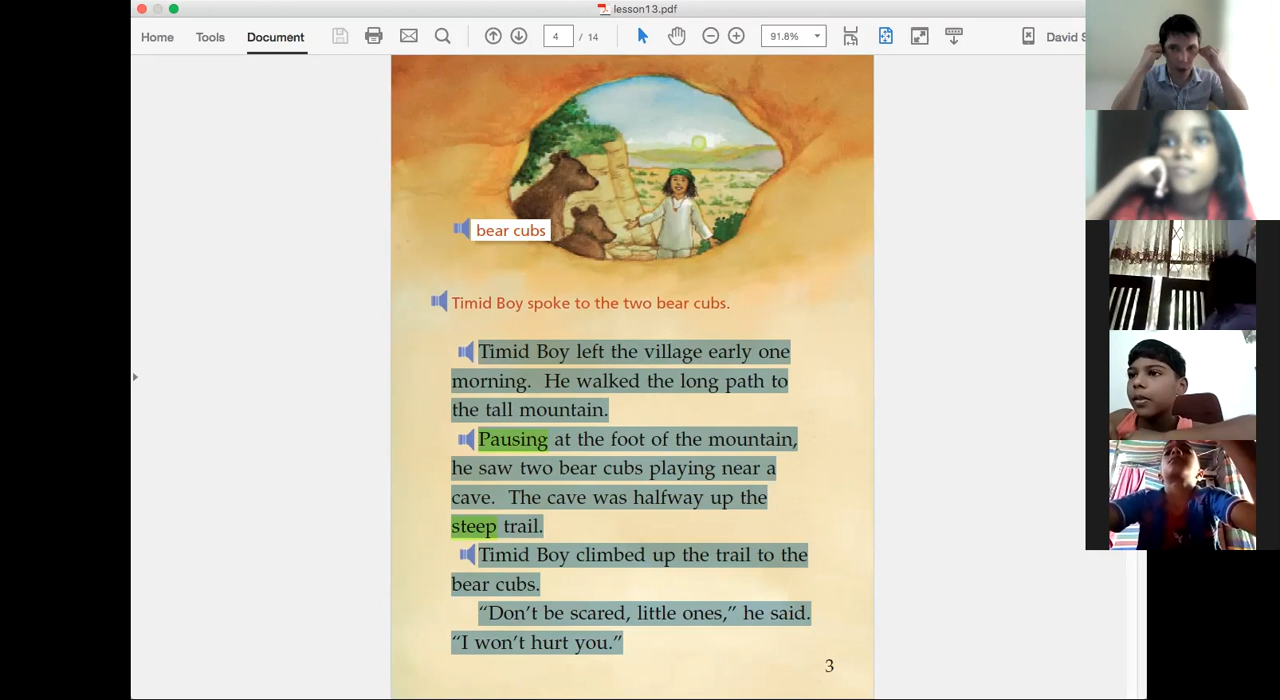 lesson13.pdf
Home Tools Document 4 / 14 91.8% David S
bear cubs
Timid Boy spoke to the two bear cubs.
Timid Boy left the village early one
morning. He walked the long path to
the tall mountain.
Pausing at the foot of the mountain,
he saw two bear cubs playing near a
cave. The cave was halfway up the
steep trail.
Timid Boy climbed up the trail to the
bear cubs.
“Don’t be scared, little ones,” he said.
“I won’t hurt you.”
3